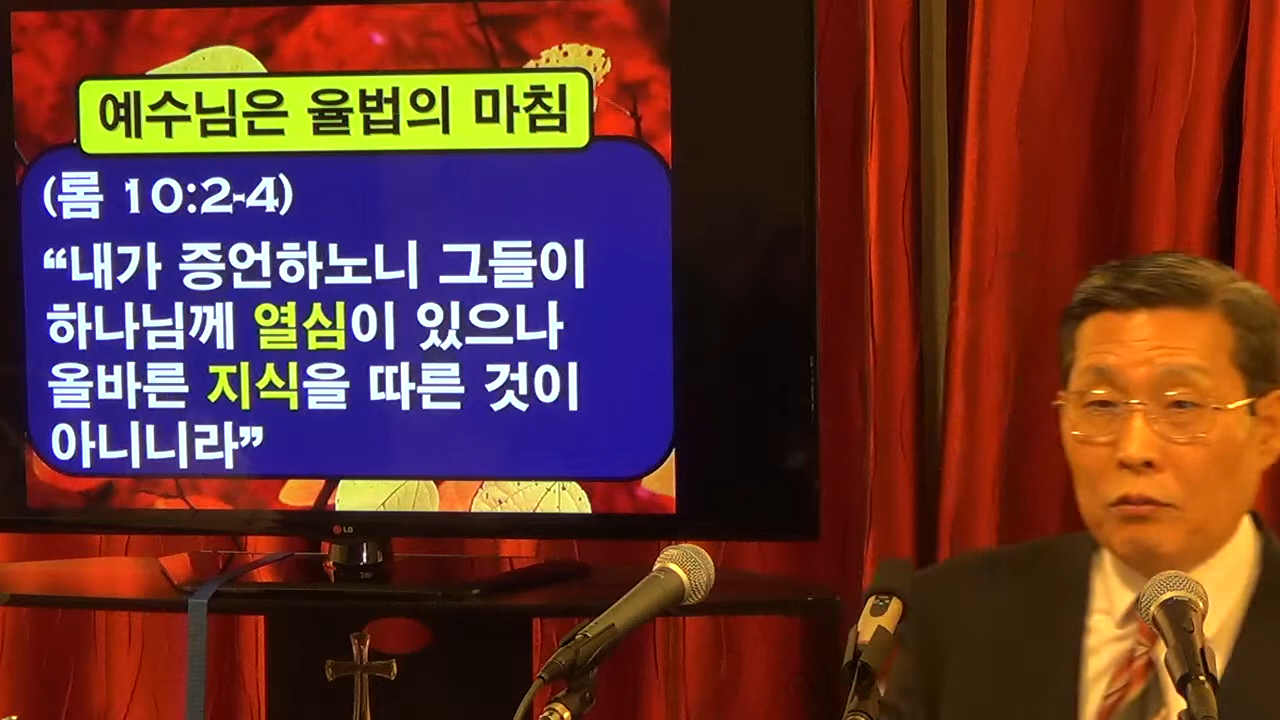 예수님은 율법의 마침
(롬 10:2-4)
“내가 증언하노니 그들이
하나님께 열심이 있으나
올바른 지식을 따른 것이
아니니라”
LG